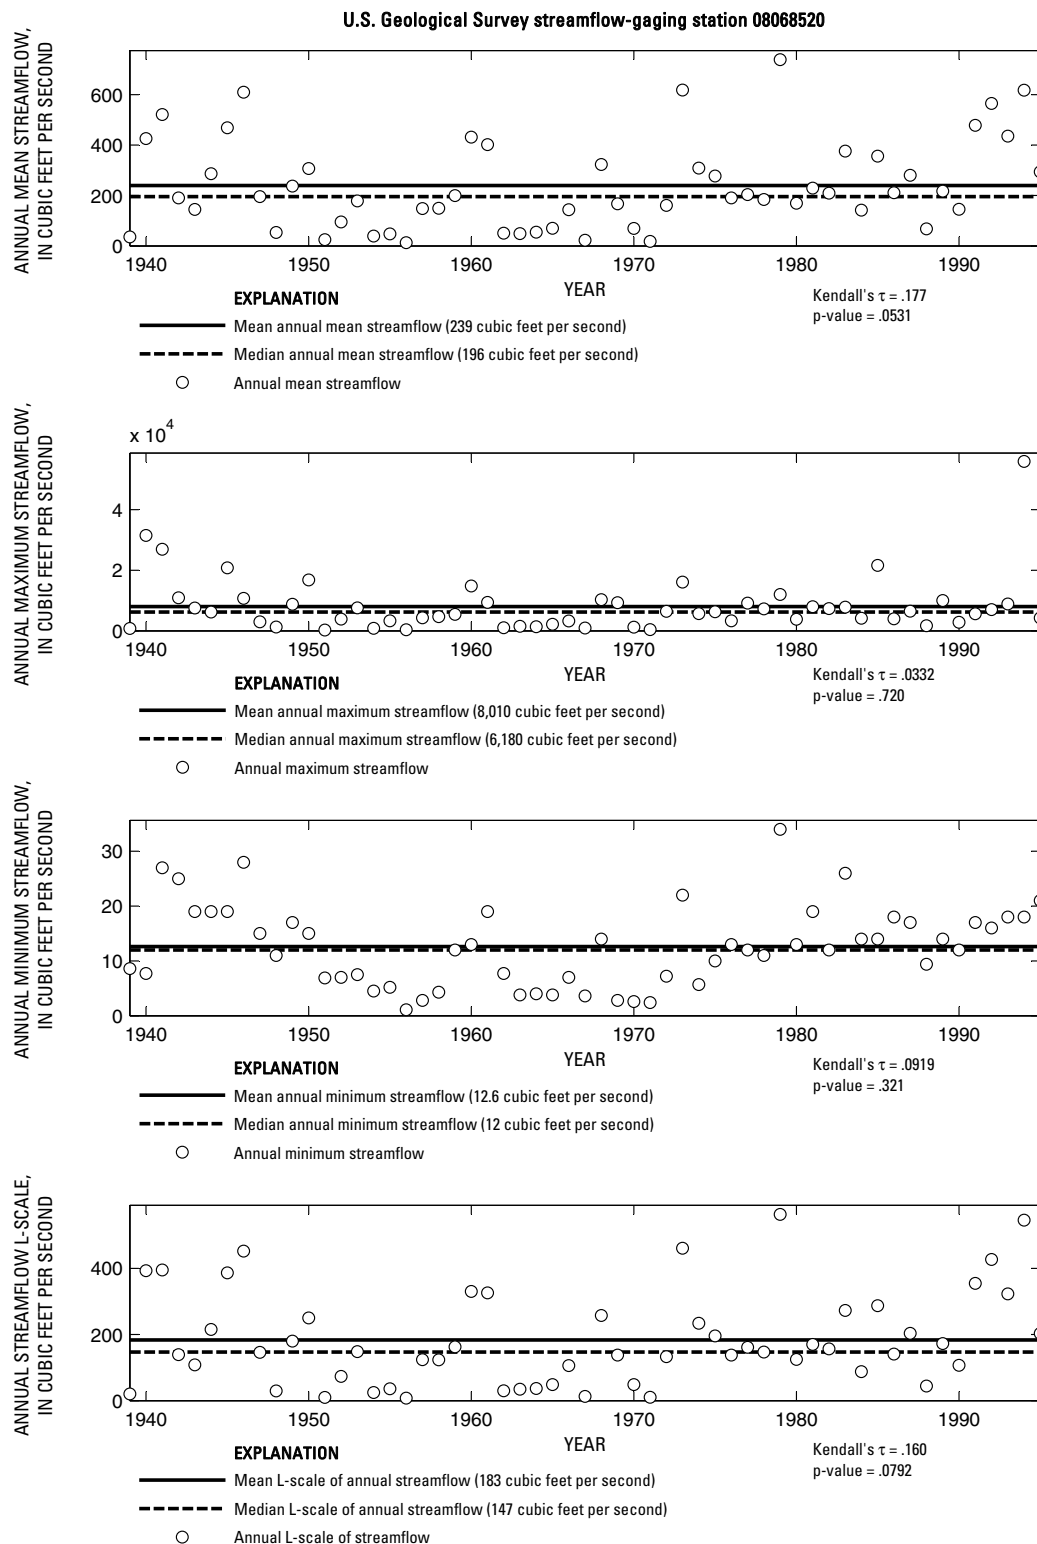 U.S. Geological Survey streamflow-gaging station 08068520
ANNUAL MEAN STREAMFLOW,
IN CUBIC FEET PER SECOND
600
400
200
0
1940 1950 1960 1970 1980 1990
YEAR
EXPLANATION
Mean annual mean streamflow (239 cubic feet per second)
Median annual mean streamflow (196 cubic feet per second)
Annual mean streamflow
Kendall's τ = .177
p-value = .0531
ANNUAL MAXIMUM STREAMFLOW,
IN CUBIC FEET PER SECOND
x 10⁴
4
2
0
1940 1950 1960 1970 1980 1990
YEAR
EXPLANATION
Mean annual maximum streamflow (8,010 cubic feet per second)
Median annual maximum streamflow (6,180 cubic feet per second)
Annual maximum streamflow
Kendall's τ = .0332
p-value = .720
ANNUAL MINIMUM STREAMFLOW,
IN CUBIC FEET PER SECOND
30
20
10
0
1940 1950 1960 1970 1980 1990
YEAR
EXPLANATION
Mean annual minimum streamflow (12.6 cubic feet per second)
Median annual minimum streamflow (12 cubic feet per second)
Annual minimum streamflow
Kendall's τ = .0919
p-value = .321
ANNUAL STREAMFLOW L-SCALE,
IN CUBIC FEET PER SECOND
400
200
0
1940 1950 1960 1970 1980 1990
YEAR
EXPLANATION
Mean L-scale of annual streamflow (183 cubic feet per second)
Median L-scale of annual streamflow (147 cubic feet per second)
Annual L-scale of streamflow
Kendall's τ = .160
p-value = .0792